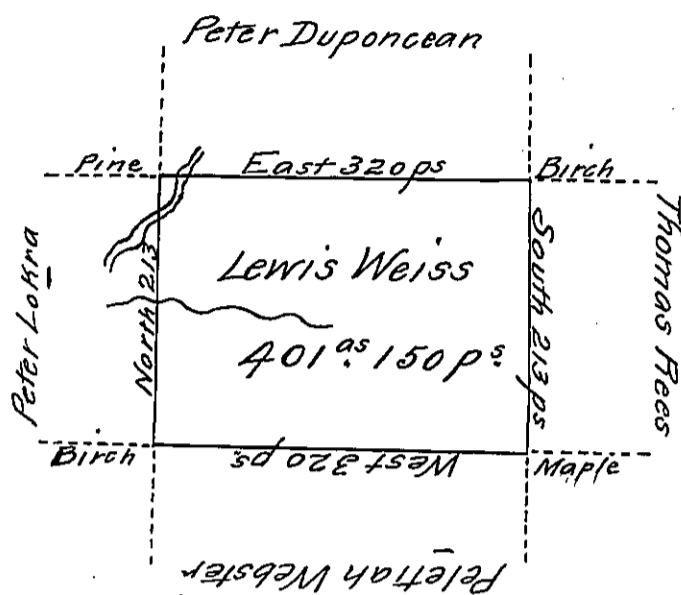 Peter Duponcean
Pine
East 320 ps
Birch
Peter Lokra
North 213
Lewis Weiss
401 as. 150 ps.
South 213 ps
Thomas Rees
Birch
West 320 ps.
Maple
Peletiah Webster